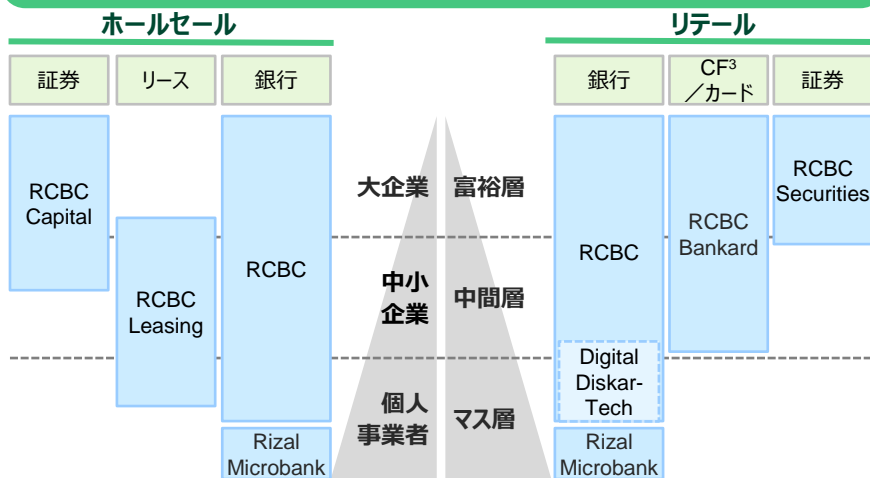 ホールセール
リテール
証券
リース
銀行
銀行
CF3
／カード
証券
RCBC
Capital
RCBC
Leasing
RCBC
Rizal
Microbank
大企業
富裕層
中小
企業
中間層
個人
事業者
マス層
RCBC
Digital
Diskar-
Tech
Rizal
Microbank
RCBC
Bankard
RCBC
Securities